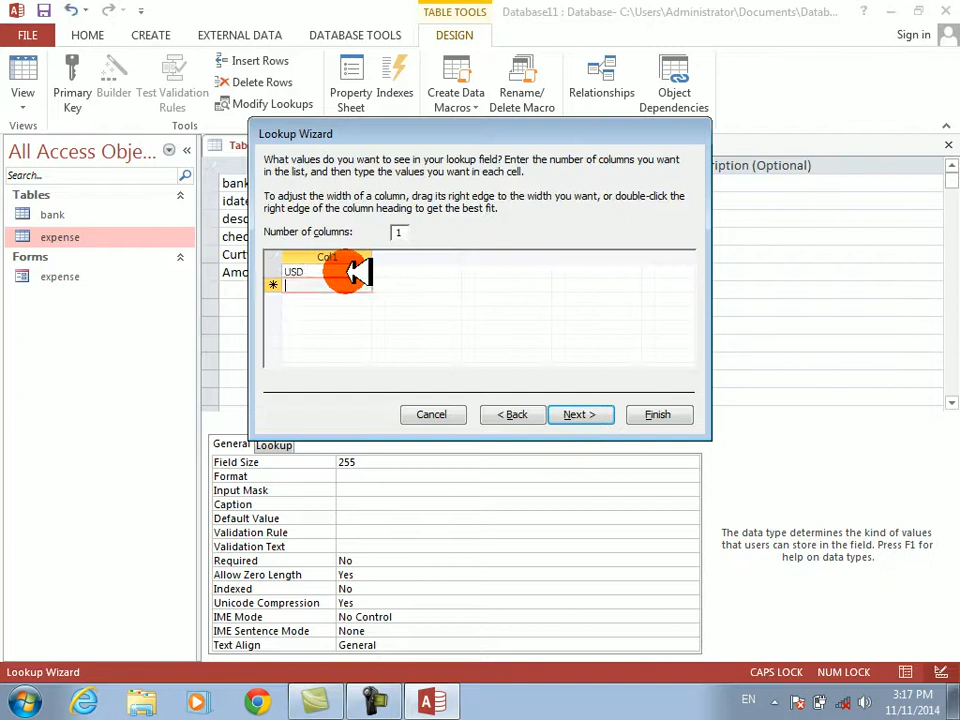 TABLE TOOLS
Database11 : Database- C:\Users\Administrator\Documents\Datab...
FILE
HOME
CREATE
EXTERNAL DATA
DATABASE TOOLS
DESIGN
Sign in
View
Primary Key
Builder
Test Validation Rules
Insert Rows
Delete Rows
Modify Lookups
Property Sheet
Indexes
Create Data Macros
Rename/ Delete Macro
Relationships
Object Dependencies
Views
Tools
All Access Obje...
Search...
Tables
bank
expense
Forms
expense
Tab
ription (Optional)
bank
idate
desc
chec
Curr
Amo
Lookup Wizard
What values do you want to see in your lookup field? Enter the number of columns you want
in the list, and then type the values you want in each cell.
To adjust the width of a column, drag its right edge to the width you want, or double-click the
right edge of the column heading to get the best fit.
Number of columns: 1
Col1
USD
Cancel
< Back
Next >
Finish
General
Lookup
Field Size 255
Format
Input Mask
Caption
Default Value
Validation Rule
Validation Text
Required No
Allow Zero Length Yes
Indexed No
Unicode Compression Yes
IME Mode No Control
IME Sentence Mode None
Text Align General
The data type determines the kind of values
that users can store in the field. Press F1 for
help on data types.
Lookup Wizard
CAPS LOCK
NUM LOCK
EN
3:17 PM
11/11/2014